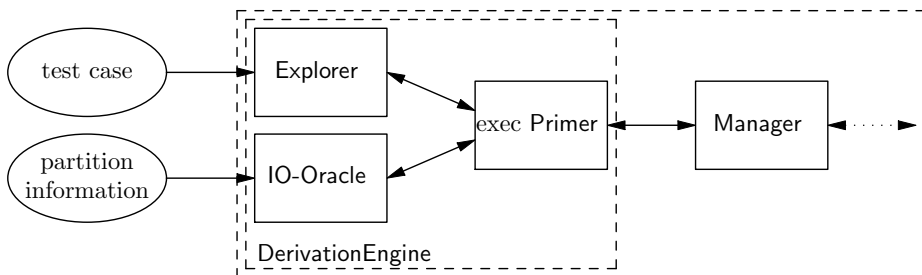 test case
Explorer
exec Primer
Manager
partition
information
IO-Oracle
DerivationEngine